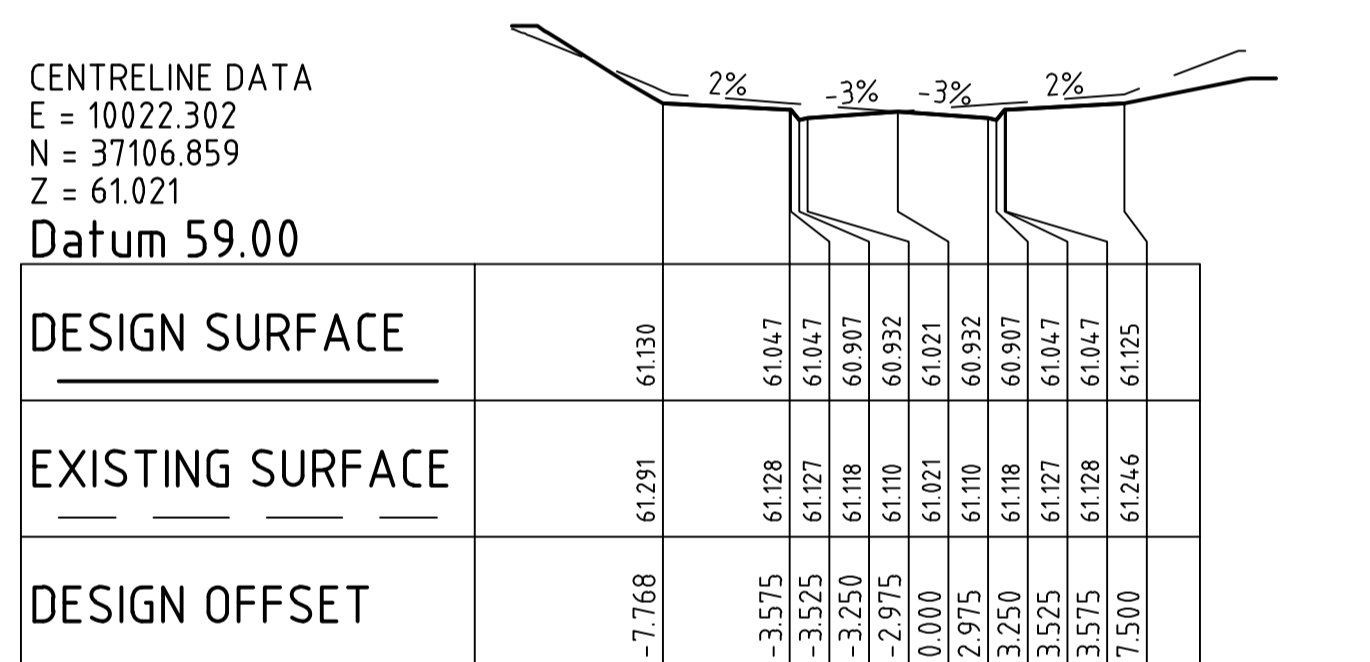 2%
-3%
-3%
2%
CENTRELINE DATA
E = 10022.302
N = 37106.859
Z = 61.021
Datum 59.00
DESIGN SURFACE 61.130 61.047 61.047 60.907 60.932 61.021 60.932 60.907 61.047 61.047 61.125
EXISTING SURFACE 61.291 61.128 61.127 61.118 61.110 61.021 61.110 61.118 61.127 61.128 61.246
DESIGN OFFSET -7.768 -3.575 -3.525 -3.250 -2.975 0.000 2.975 3.250 3.525 3.575 7.500